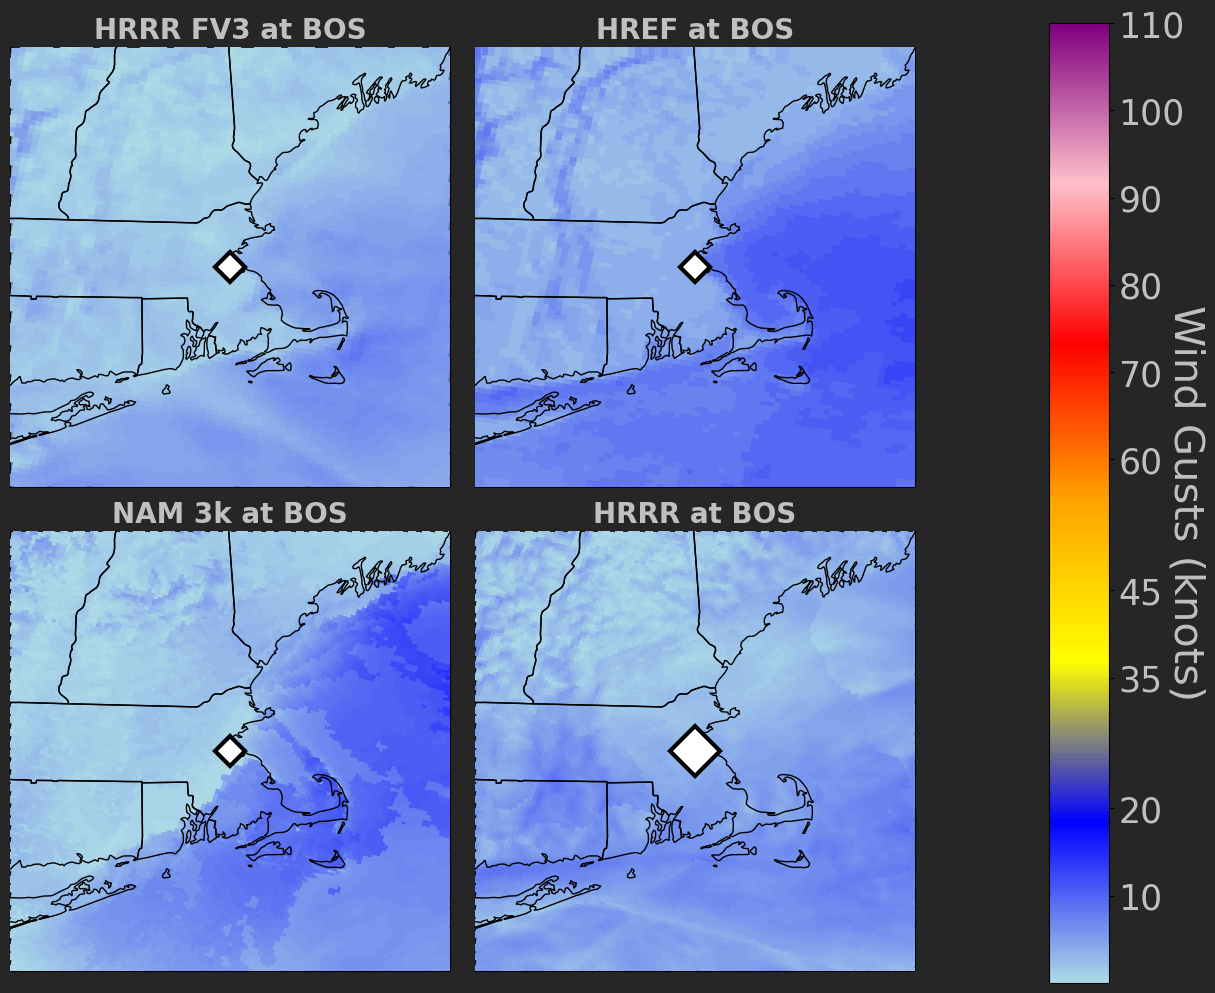 HRRR FV3 at BOS
HREF at BOS
NAM 3k at BOS
HRRR at BOS
110
100
90
80
70
60
45
35
20
10
Wind Gusts (knots)